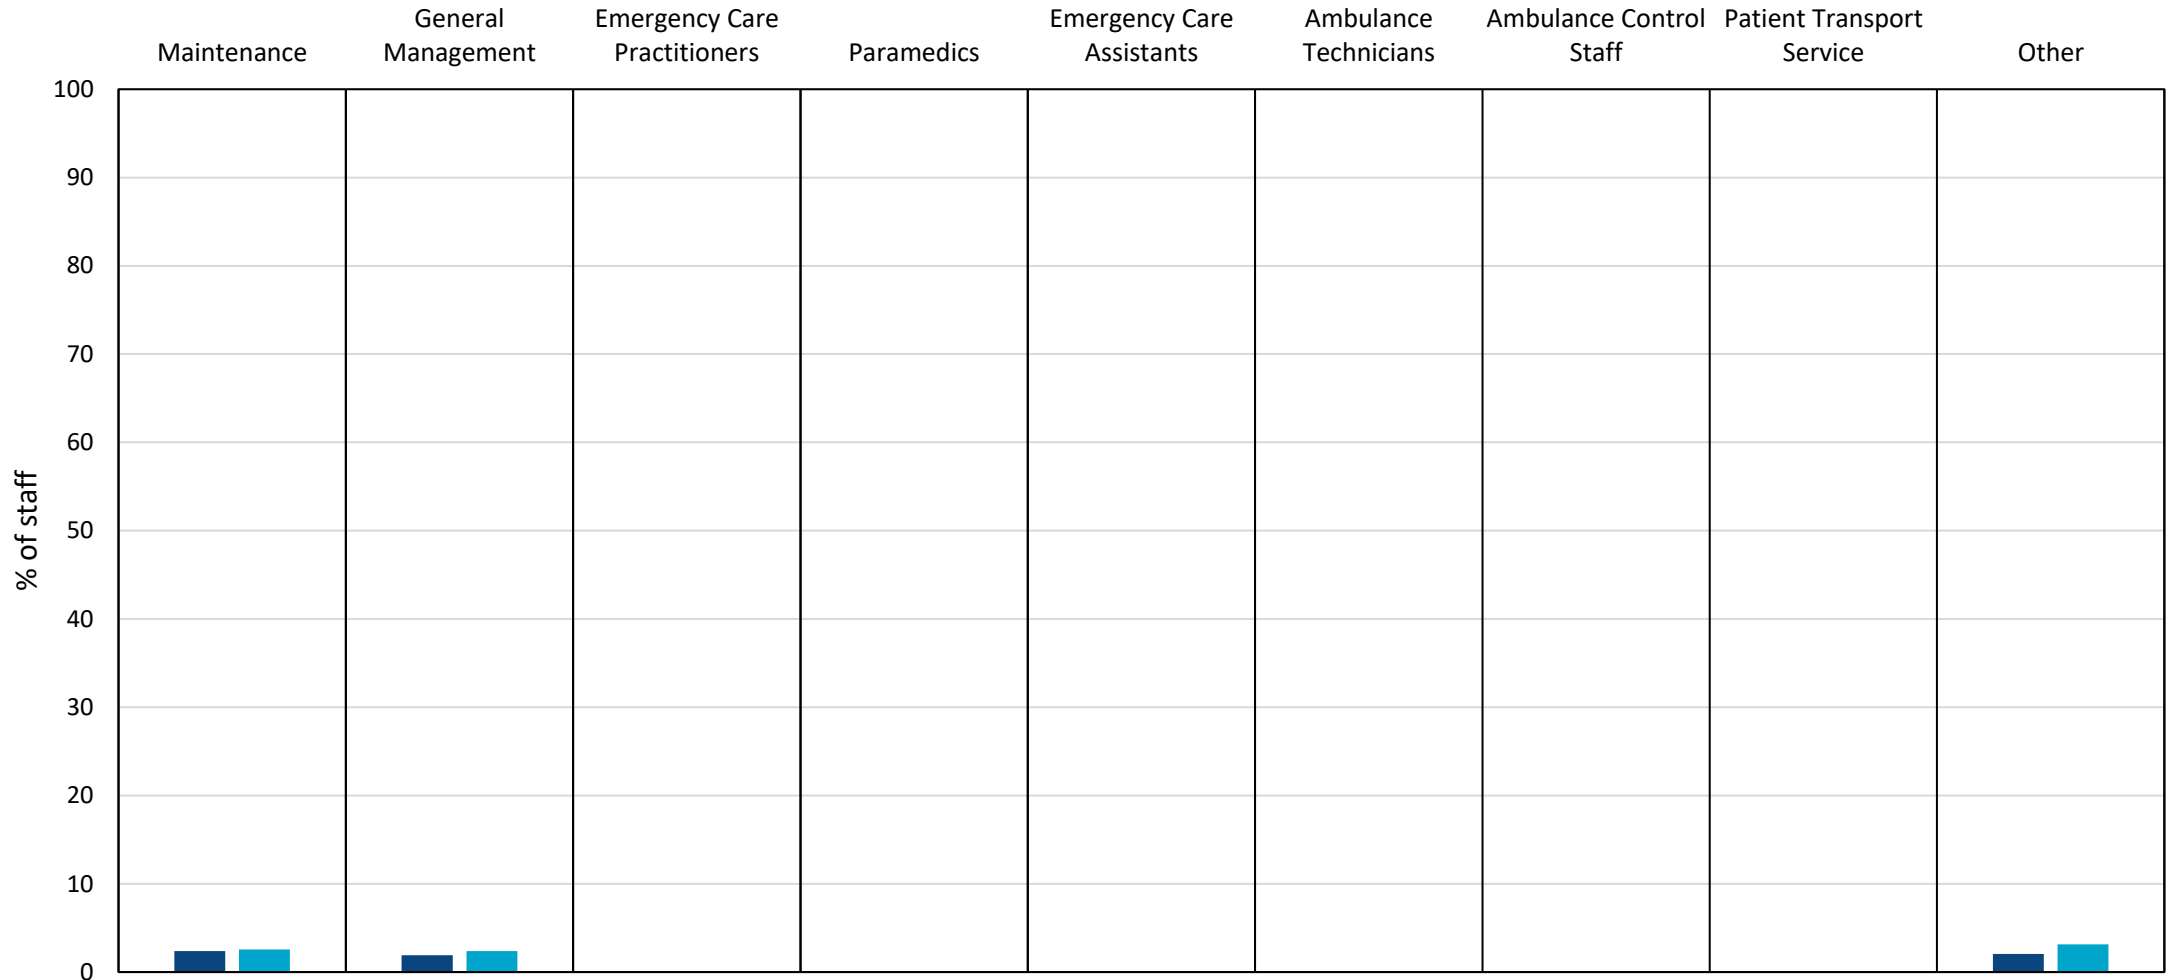 Maintenance
General
Management
Emergency Care
Practitioners
Paramedics
Emergency Care
Assistants
Ambulance
Technicians
Ambulance Control
Staff
Patient Transport
Service
Other
% of staff
100
90
80
70
60
50
40
30
20
10
0